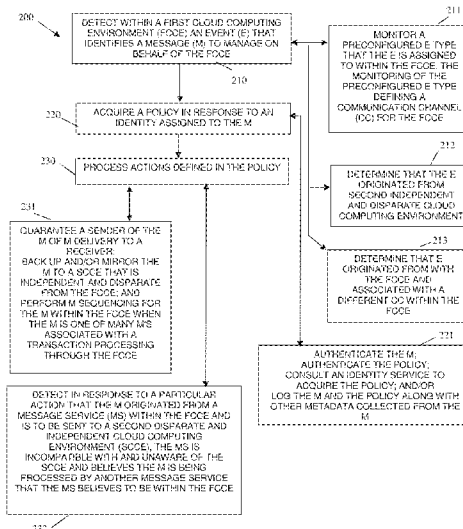 200
DETECT WITHIN A FIRST CLOUD COMPUTING
ENVIRONMENT (FCCE) AN EVENT (E) THAT
IDENTIFIES A MESSAGE (M) TO MANAGE ON
BEHALF OF THE FCCE
210
211
MONITOR A
PRECONFIGURED E TYPE
THAT THE E IS ASSIGNED
TO WITHIN THE FCCE, THE
MONITORING OF THE
PRECONFIGURED E TYPE
DEFINING A
COMMUNICATION CHANNEL
(CC) FOR THE FCCE
220
ACQUIRE A POLICY IN RESPONSE TO AN
IDENTITY ASSIGNED TO THE M
230
PROCESS ACTIONS DEFINED IN THE POLICY
212
DETERMINE THAT THE E
ORIGINATED FROM SECOND
INDEPENDENT AND
DISPARATE CLOUD
COMPUTING ENVIRONMENT
231
GUARANTEE A SENDER OF THE
M OF M DELIVERY TO A
RECEIVER;
BACK UP AND/OR MIRROR THE
M TO A SCCE THAT IS
INDEPENDENT AND DISPARATE
FROM THE FCCE; AND
PERFORM M SEQUENCING FOR
THE M WITHIN THE FCCE WHEN
THE M IS ONE OF MANY M'S
ASSOCIATED WITH A
TRANSACTION PROCESSING
THROUGH THE FCCE
213
DETERMINE THAT E
ORIGINATED FROM WITH
THE FCCE AND
ASSOCIATED WITH A
DIFFERENT CC WITHIN THE
FCCE
221
AUTHENTICATE THE M;
AUTHENTICATE THE POLICY;
CONSULT AN IDENTITY SERVICE TO
ACQUIRE THE POLICY; AND/OR
LOG THE M AND THE POLICY ALONG WITH
OTHER METADATA COLLECTED FROM THE
M
DETECT IN RESPONSE TO A PARTICULAR
ACTION THAT THE M ORIGINATED FROM A
MESSAGE SERVICE (MS) WITHIN THE FCCE AND
IS TO BE SENT TO A SECOND DISPARATE AND
INDEPENDENT CLOUD COMPUTING
ENVIRONMENT (SCCE), THE MS IS
INCOMPATIBLE WITH AND UNAWARE OF THE
SCCE AND BELIEVES THE M IS BEING
PROCESSED BY ANOTHER MESSAGE SERVICE
THAT THE MS BELIEVES TO BE WITHIN THE FCCE
232